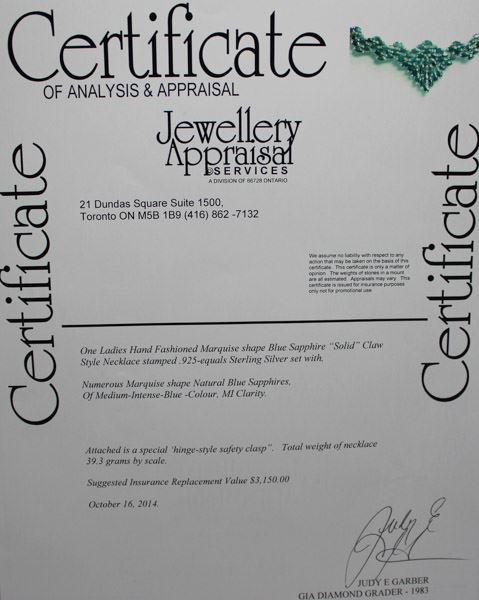 Certificate
OF ANALYSIS & APPRAISAL
Jewellery
Appraisal
SERVICES
A DIVISION OF 66728 ONTARIO
Certificate
Certificate
21 Dundas Square Suite 1500,
Toronto ON M5B 1B9 (416) 862 -7132
We assume no liability with respect to any
action that may be taken on the basis of this
certificate. This certificate is only a matter of
opinion. The weights of stones in a mount
are all estimated. Appraisals may vary. This
certificate is issued for insurance purposes
only not for promotional use.
One Ladies Hand Fashioned Marquise shape Blue Sapphire "Solid" Claw
Style Necklace stamped .925-equals Sterling Silver set with,
Numerous Marquise shape Natural Blue Sapphires,
Of Medium-Intense-Blue -Colour, MI Clarity.
Attached is a special 'hinge-style safety clasp". Total weight of necklace
39.3 grams by scale.
Suggested Insurance Replacement Value $3,150.00
October 16, 2014.
Judy E
JUDY E GARBER
GIA DIAMOND GRADER - 1983